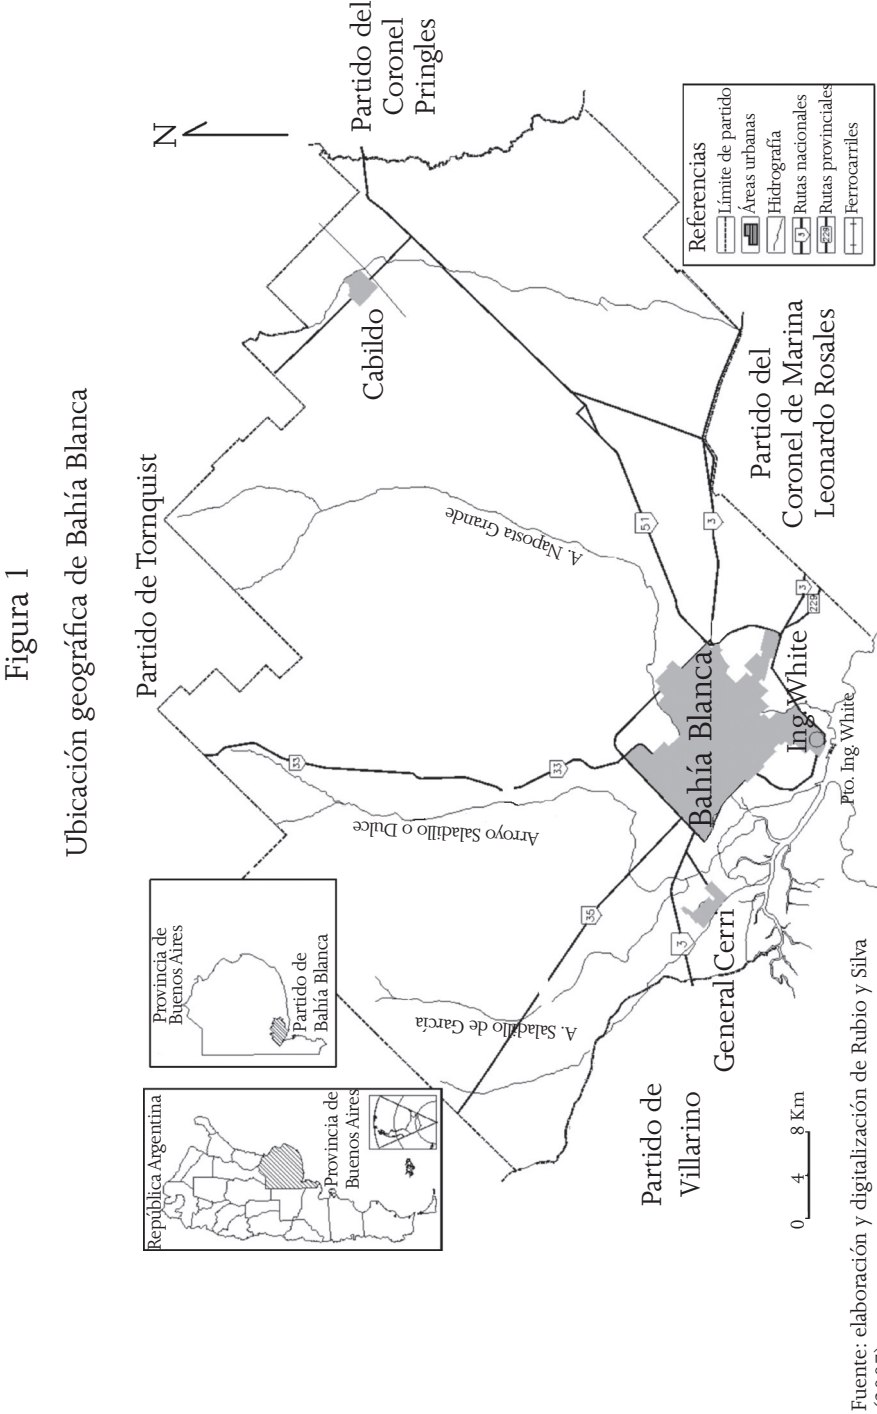 Figura 1
Ubicación geográfica de Bahía Blanca
República Argentina
Provincia de
Buenos Aires
Provincia de
Buenos Aires
Partido de
Bahía Blanca
Partido de Tornquist
N
Partido del
Coronel
Pringles
Cabildo
33
33
Arroyo Saladillo o Dulce
A. Naposta Grande
A. Saladillo de García
35
51
3
3
3
229
Bahía Blanca
General Cerri
Ing. White
Pto. Ing. White
Partido de
Villarino
Partido del
Coronel de Marina
Leonardo Rosales
0 4 8 Km
Referencias
Límite de partido
Áreas urbanas
Hidrografía
3 Rutas nacionales
229 Rutas provinciales
Ferrocarriles
Fuente: elaboración y digitalización de Rubio y Silva